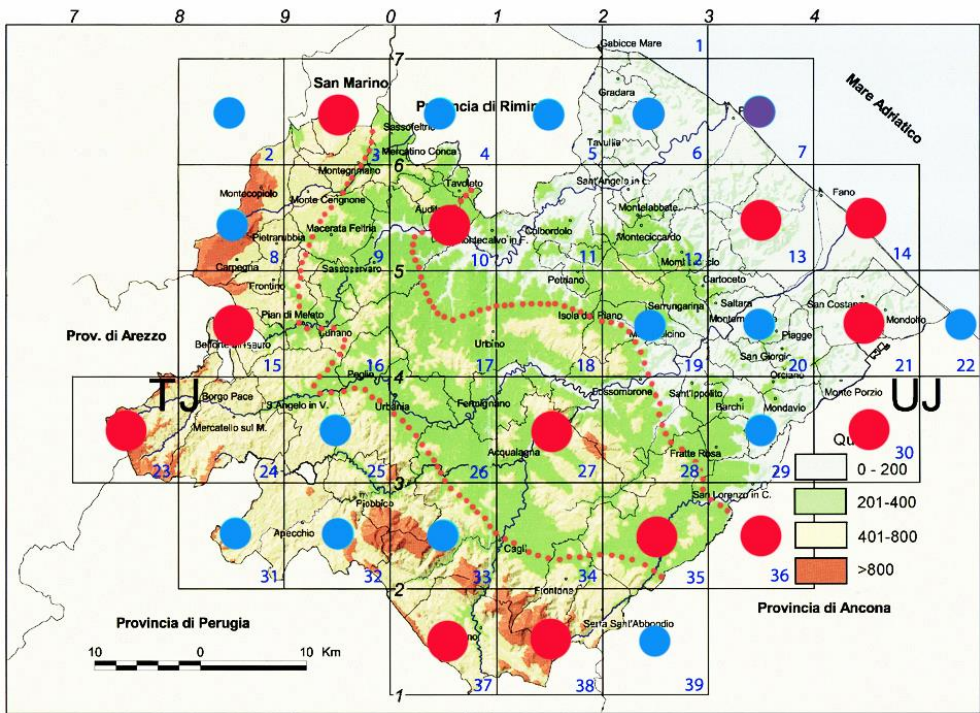 7 8 9 0 1 2 3 4
Gabicce Mare 1
7
San Marino
Gradara
Provincia di Rimini
Mare Adriatico
Sassofeltrio
Mercatino Conca
Tavullia
2 3 4 5 6 7
6
Montegrimano
Montecopiolo
Tavoleto
Sant'Angelo in L.
Fano
Monte Cerignone
Montelabbate
Macerata Feltria
Colbordolo
Monteciccardo
Pietrarubbia
8 9 10 11 12 13 14
Carpegna
Sassocorvaro
5
Petriano
Cartoceto
Frontino
Saltara
San Costanzo
Pian di Meleto
Isola del Piano
Serrungarina
Mondolfo
Prov. di Arezzo
Lunano
Urbino
Piagge
San Giorgio
15 16 17 18 19 20 21 22
Peglio
4
Orciano
TJ
Borgo Pace
S.Angelo in V.
Urbania
Fermignano
Fossombrone
Sant'Ippolito
Barchi
Mondavio
Monte Porzio
UJ
Mercatello sul M.
Acqualagna
Fratte Rosa
23 24 25 26 27 28 29 30
3
San Lorenzo in C.
0 - 200
201-400
401-800
>800
Piobbico
Apecchio
Cagli
31 32 33 34 35 36
2
Frontone
Provincia di Perugia
Serra Sant'Abbondio
Provincia di Ancona
10 0 10 Km
37 38 39
1